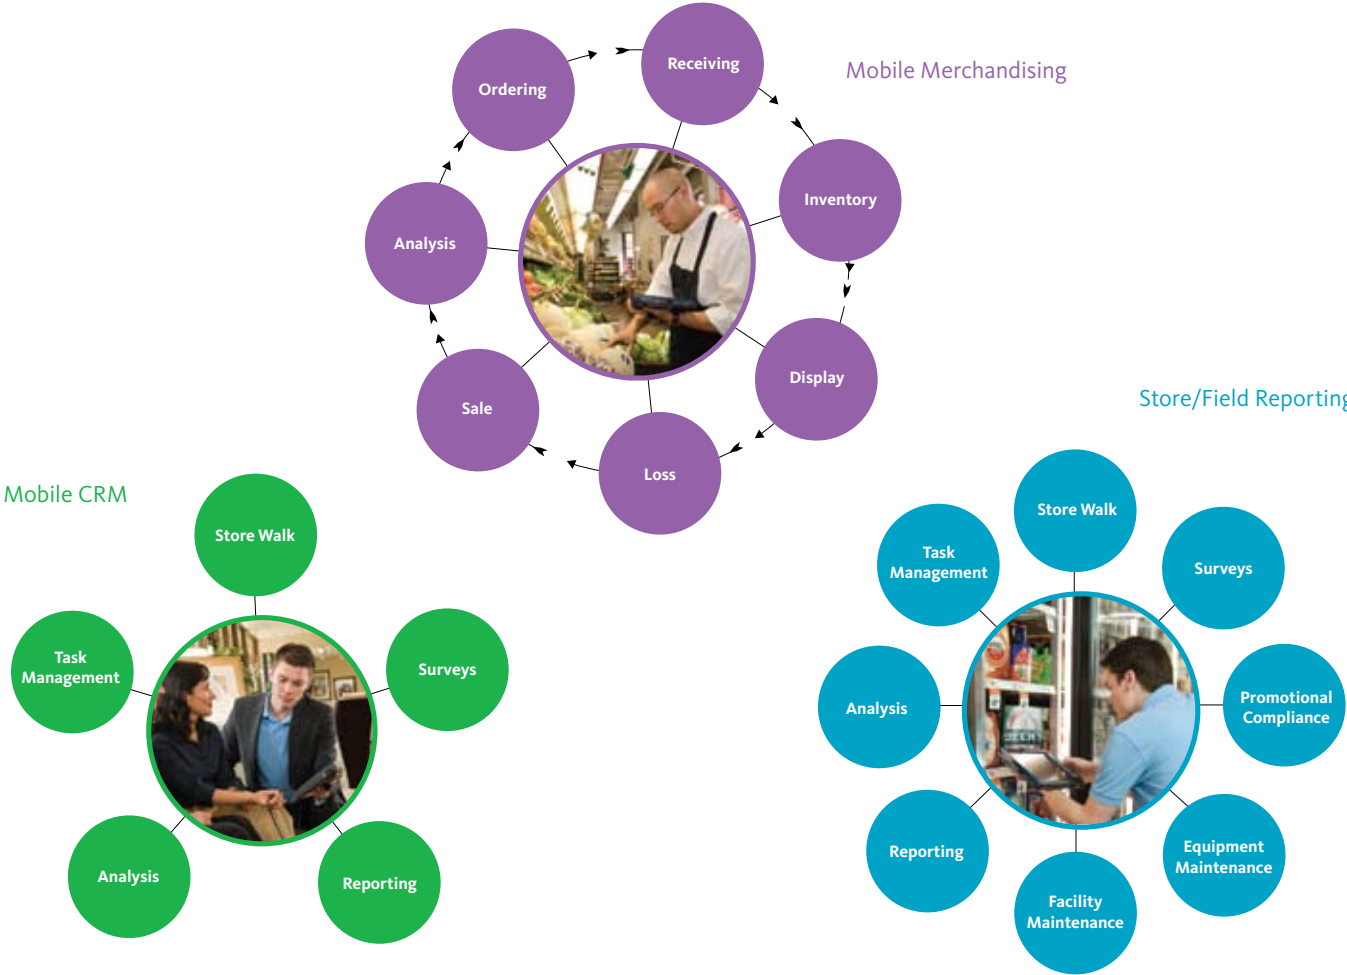 Mobile Merchandising
Receiving
Ordering
Inventory
Analysis
Display
Sale
Loss
Store/Field Reporting
Mobile CRM
Store Walk
Surveys
Task
Management
Analysis
Reporting
Store Walk
Task
Management
Surveys
Analysis
Promotional
Compliance
Reporting
Equipment
Maintenance
Facility
Maintenance